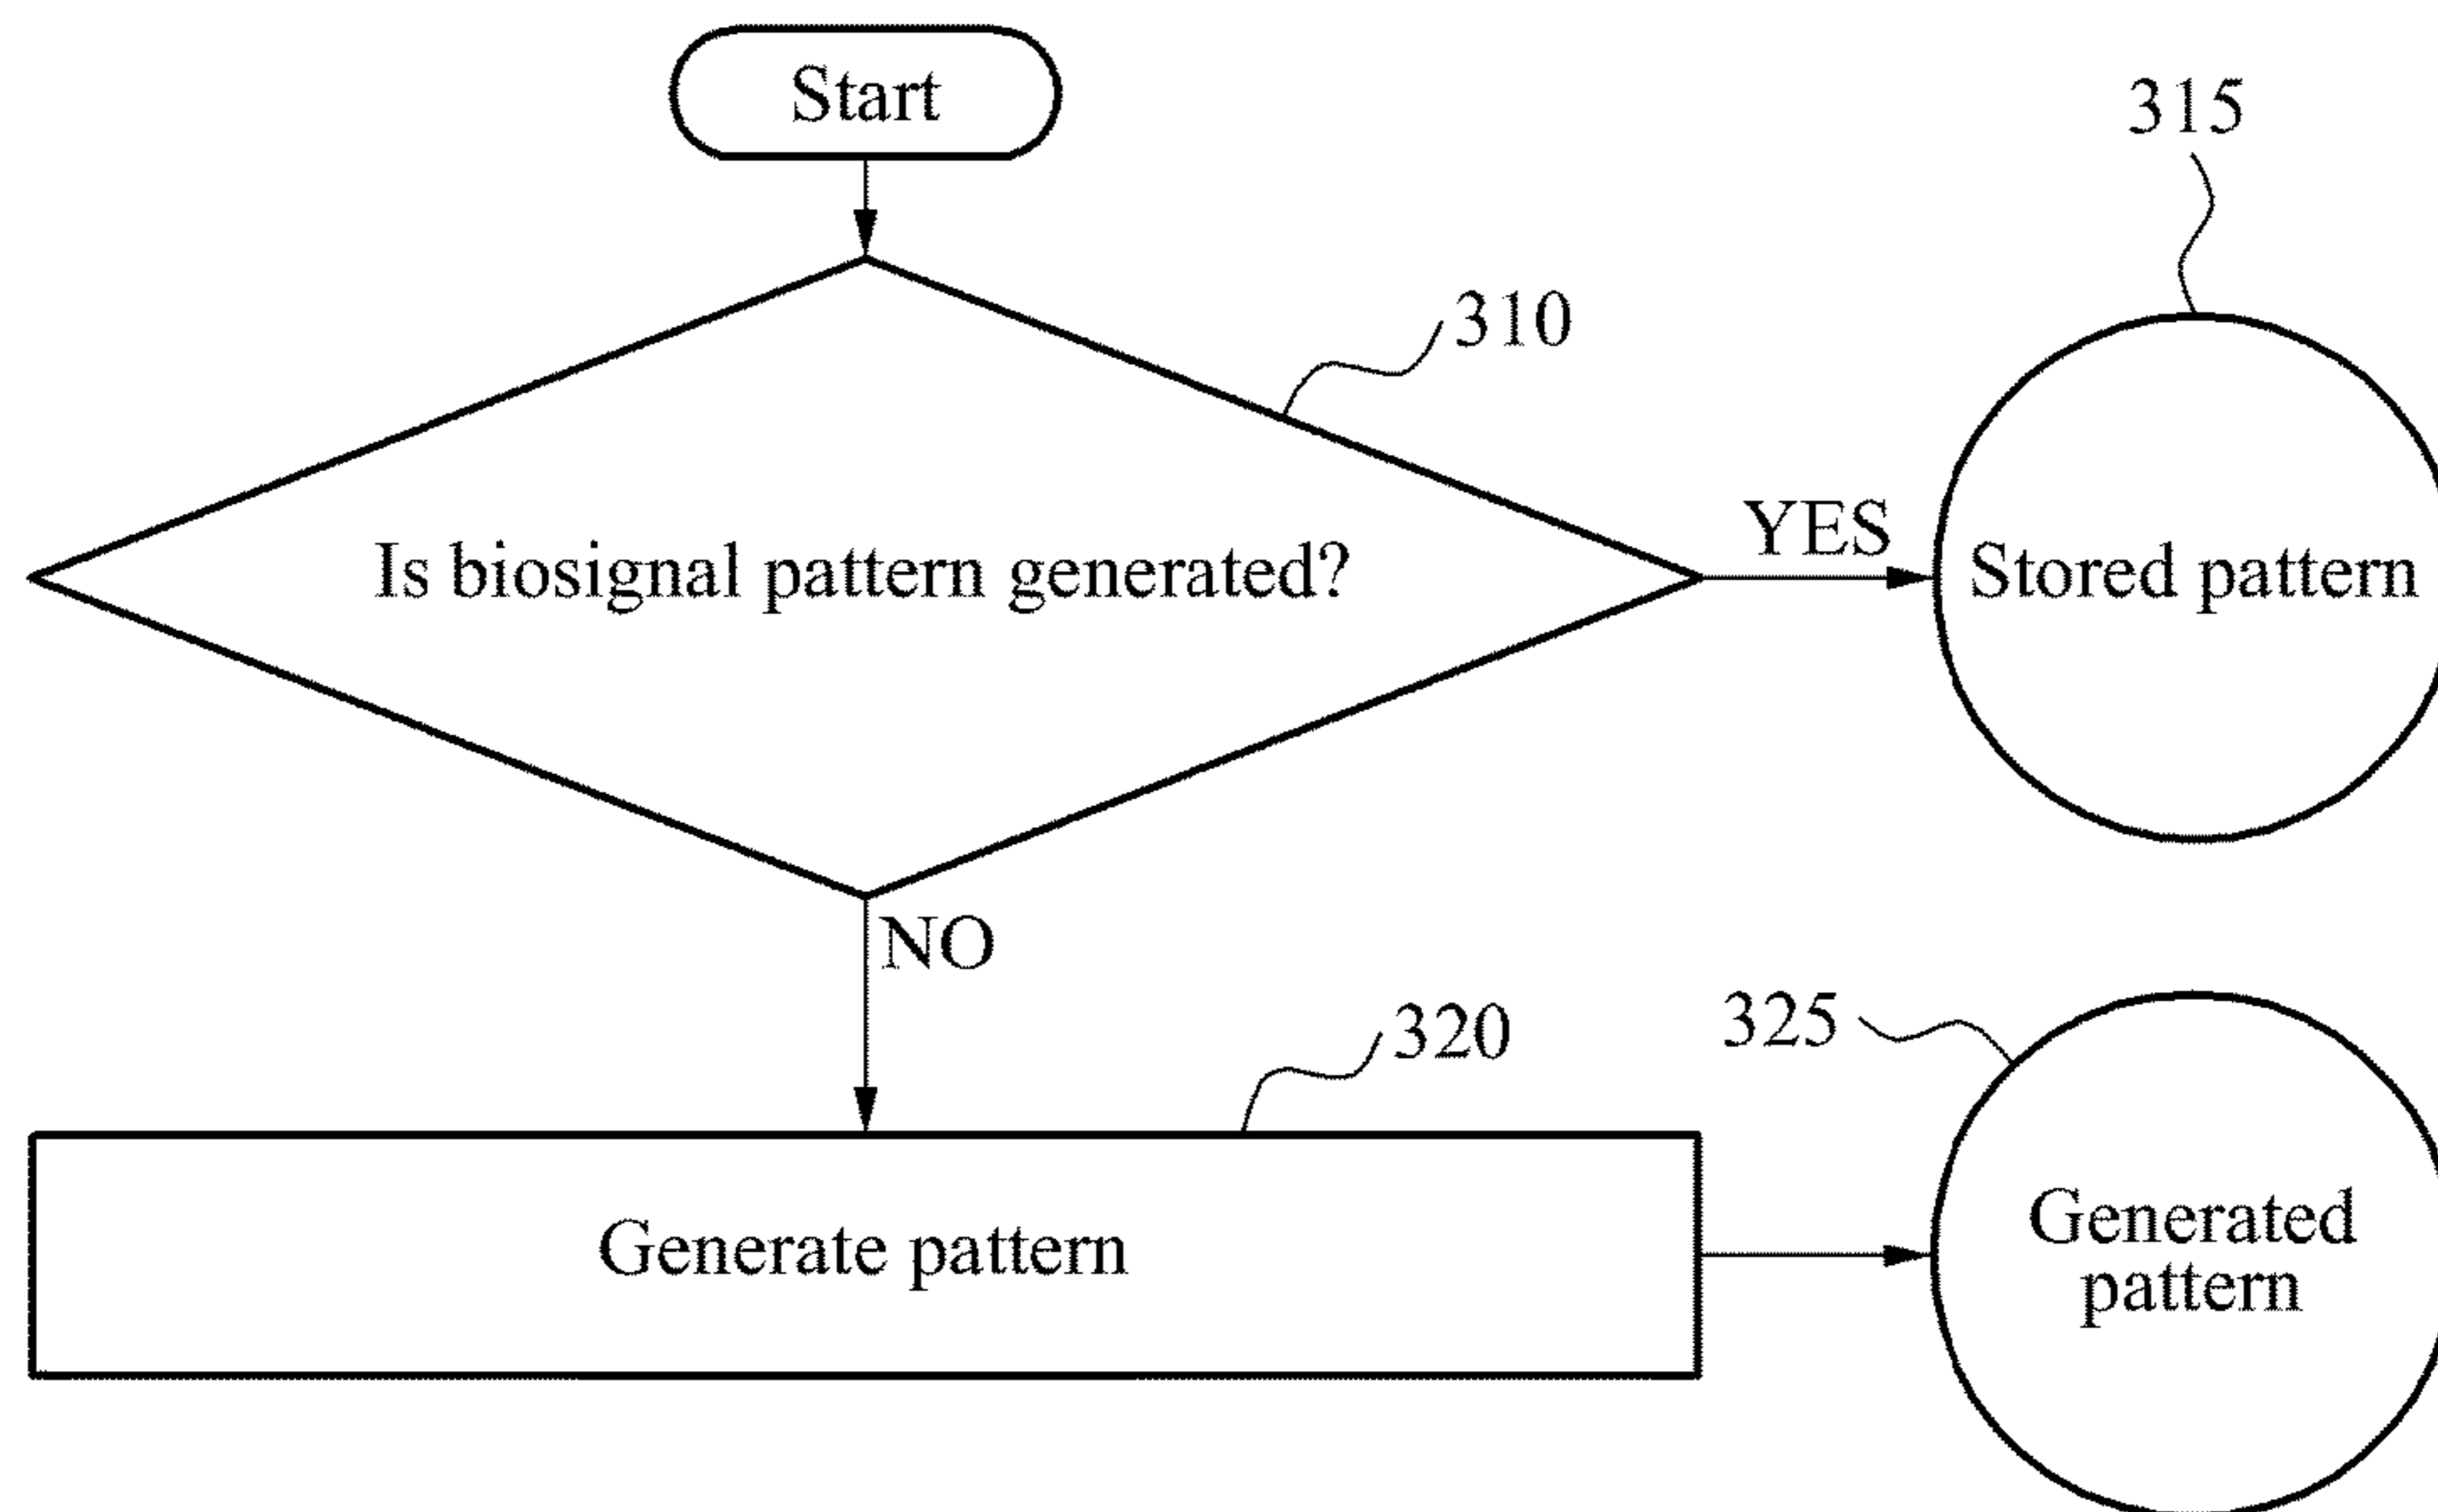 Start
315
310
Is biosignal pattern generated?
YES
Stored pattern
NO
320
325
Generate pattern
Generated
pattern